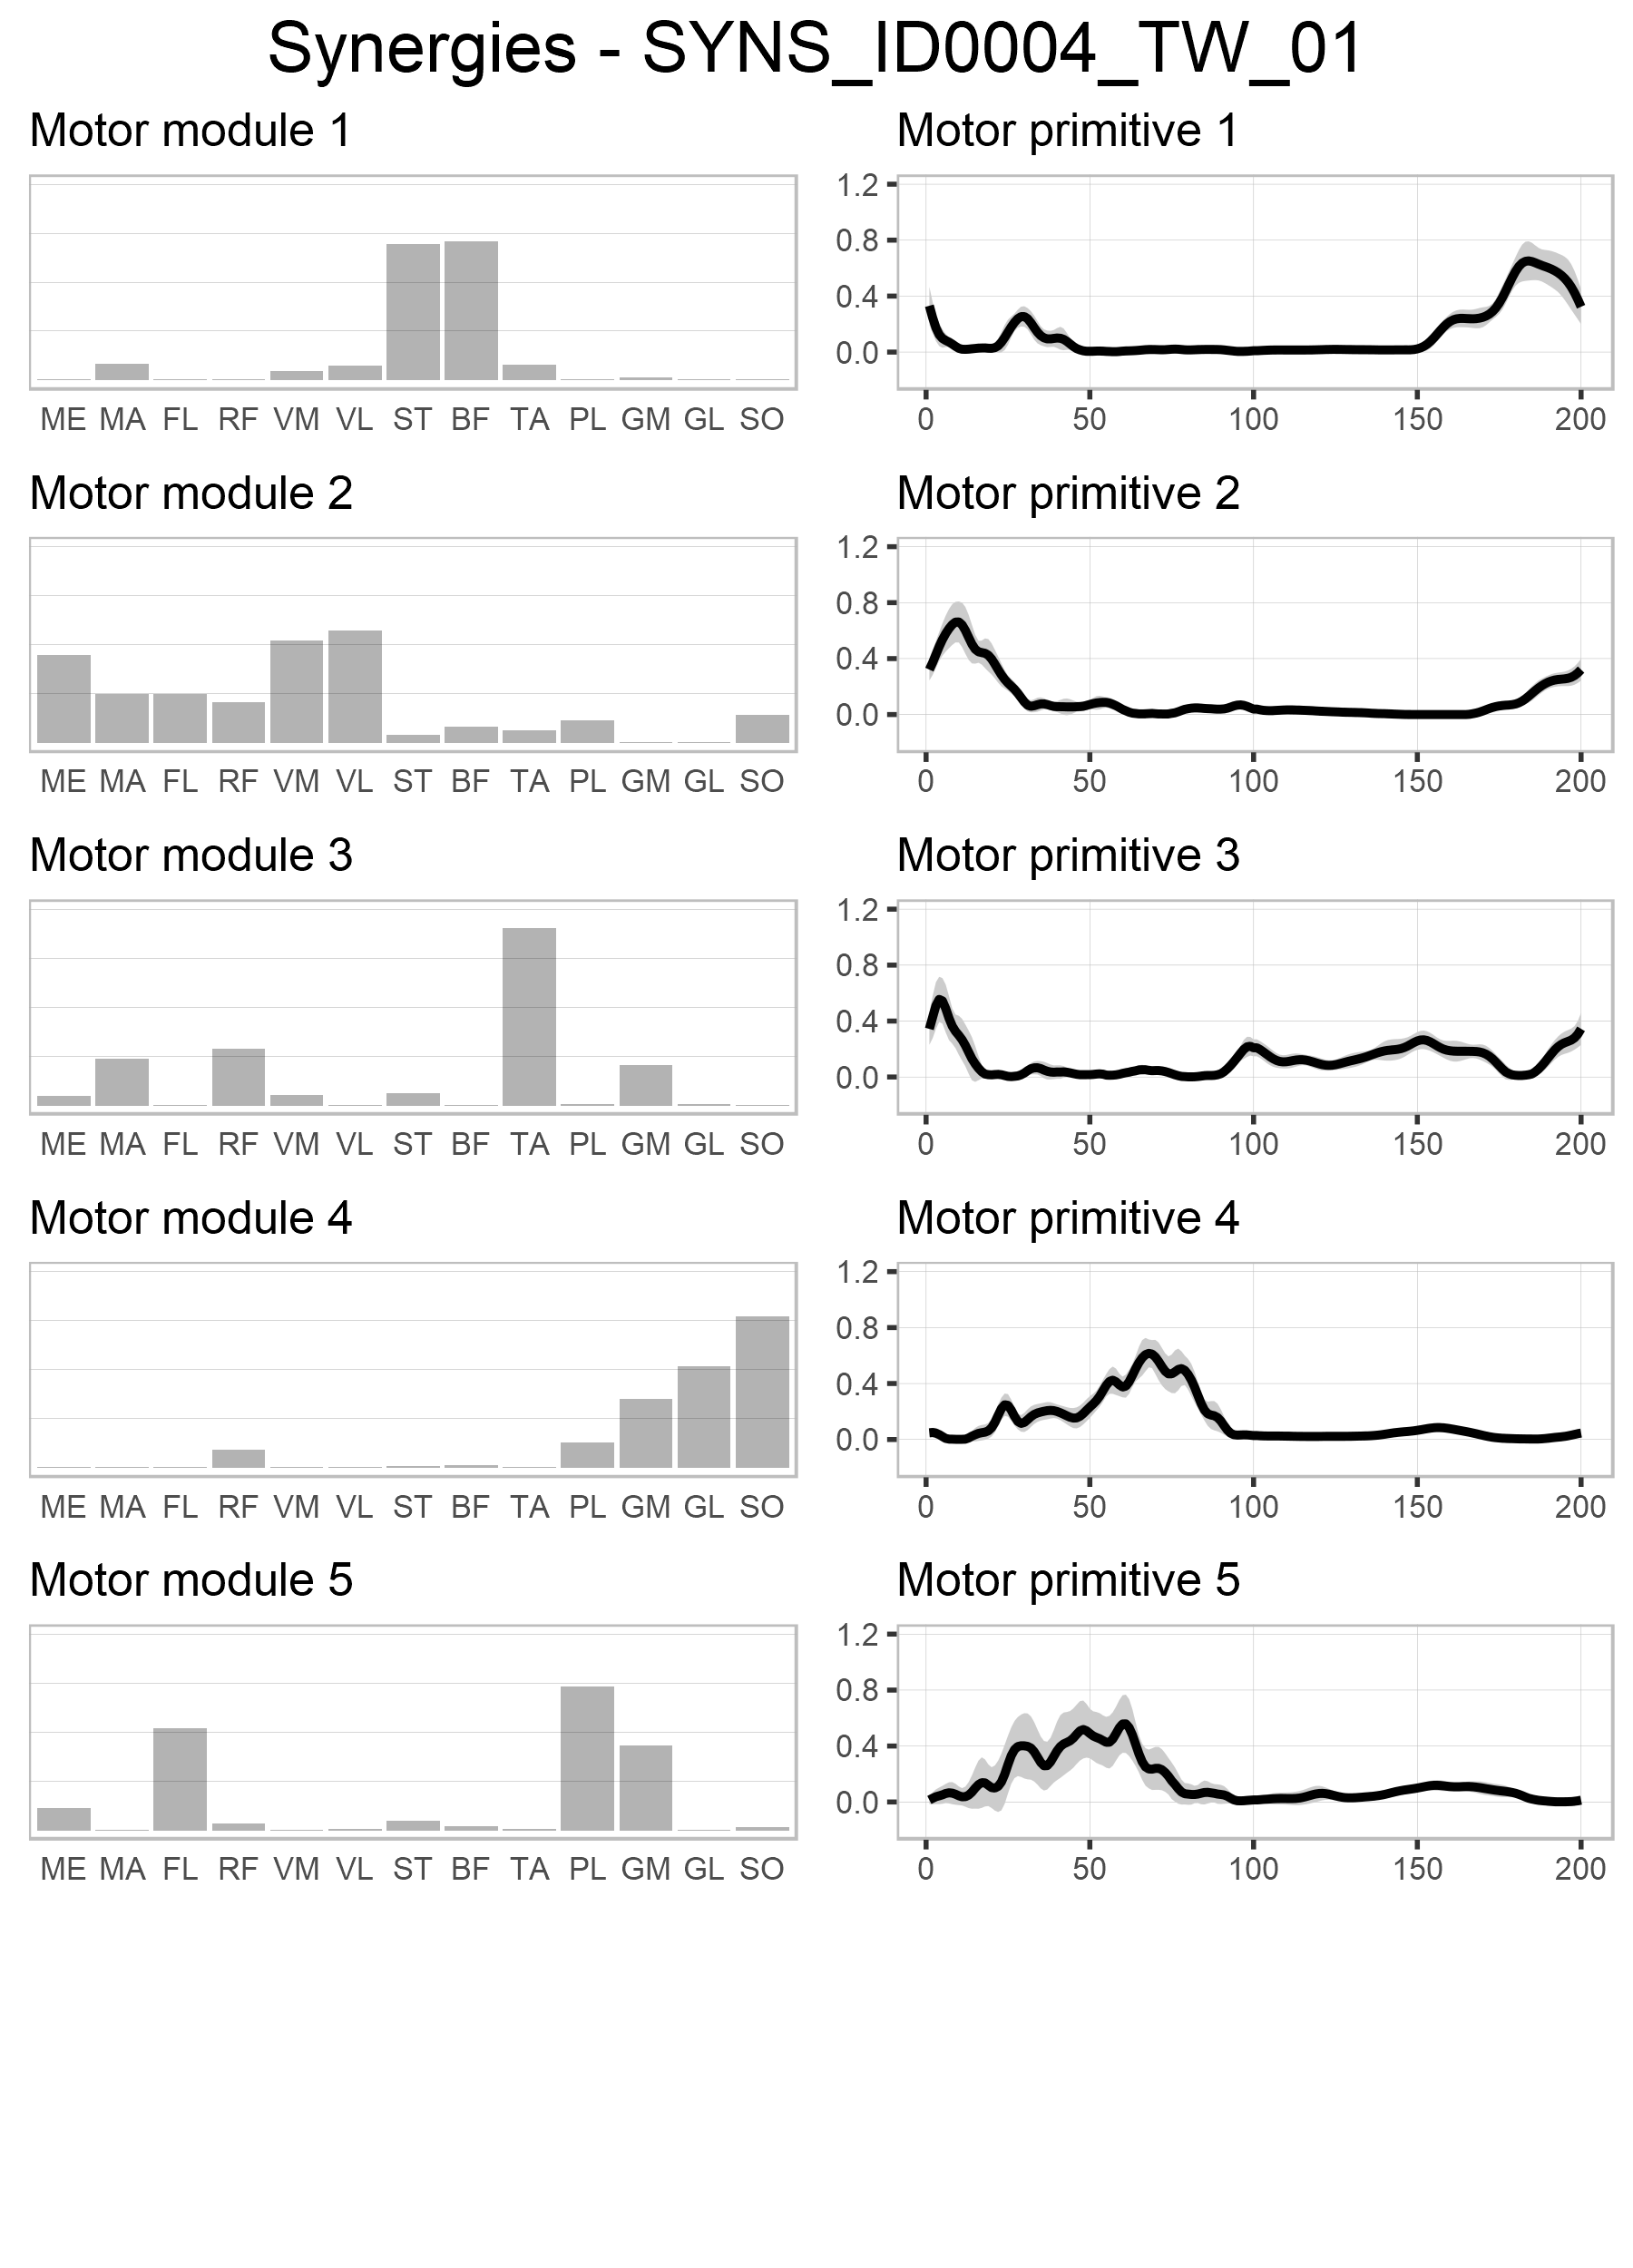 Synergies - SYNS_ID0004_TW_01
Motor module 1
Motor primitive 1
1.2
0.8
0.4
0.0
ME MA FL RF VM VL ST BF TA PL GM GL SO
0 50 100 150 200
Motor module 2
Motor primitive 2
1.2
0.8
0.4
0.0
ME MA FL RF VM VL ST BF TA PL GM GL SO
0 50 100 150 200
Motor module 3
Motor primitive 3
1.2
0.8
0.4
0.0
ME MA FL RF VM VL ST BF TA PL GM GL SO
0 50 100 150 200
Motor module 4
Motor primitive 4
1.2
0.8
0.4
0.0
ME MA FL RF VM VL ST BF TA PL GM GL SO
0 50 100 150 200
Motor module 5
Motor primitive 5
1.2
0.8
0.4
0.0
ME MA FL RF VM VL ST BF TA PL GM GL SO
0 50 100 150 200